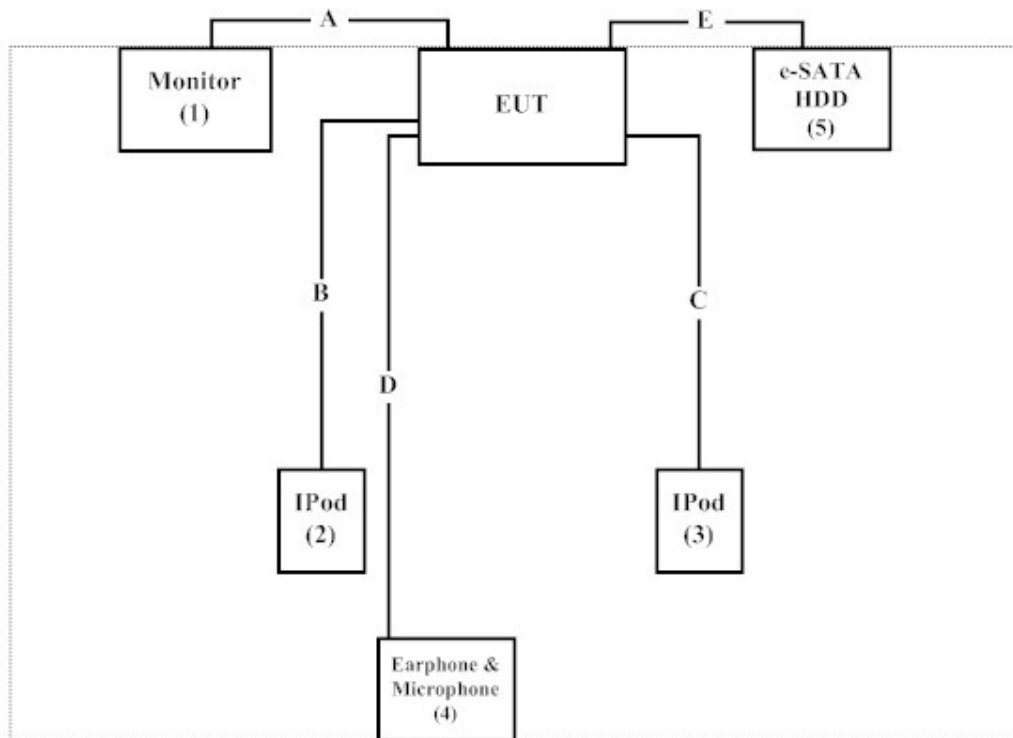 A
E
Monitor
(1)
EUT
e-SATA
HDD
(5)
B
C
D
IPod
(2)
IPod
(3)
Earphone &
Microphone
(4)